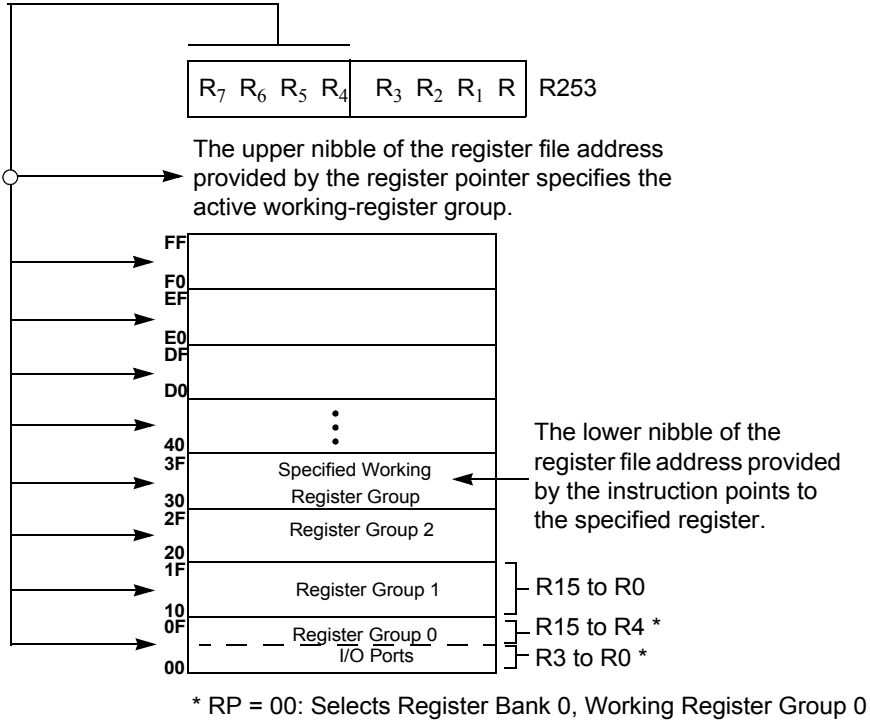 R7 R6 R5 R4 R3 R2 R1 R R253
The upper nibble of the register file address
provided by the register pointer specifies the
active working-register group.
FF
F0
EF
E0
DF
D0
40
3F
Specified Working
Register Group
30
2F
Register Group 2
20
1F
Register Group 1
10
0F
Register Group 0
I/O Ports
00
The lower nibble of the
register file address provided
by the instruction points to
the specified register.
R15 to R0
R15 to R4 *
R3 to R0 *
* RP = 00: Selects Register Bank 0, Working Register Group 0